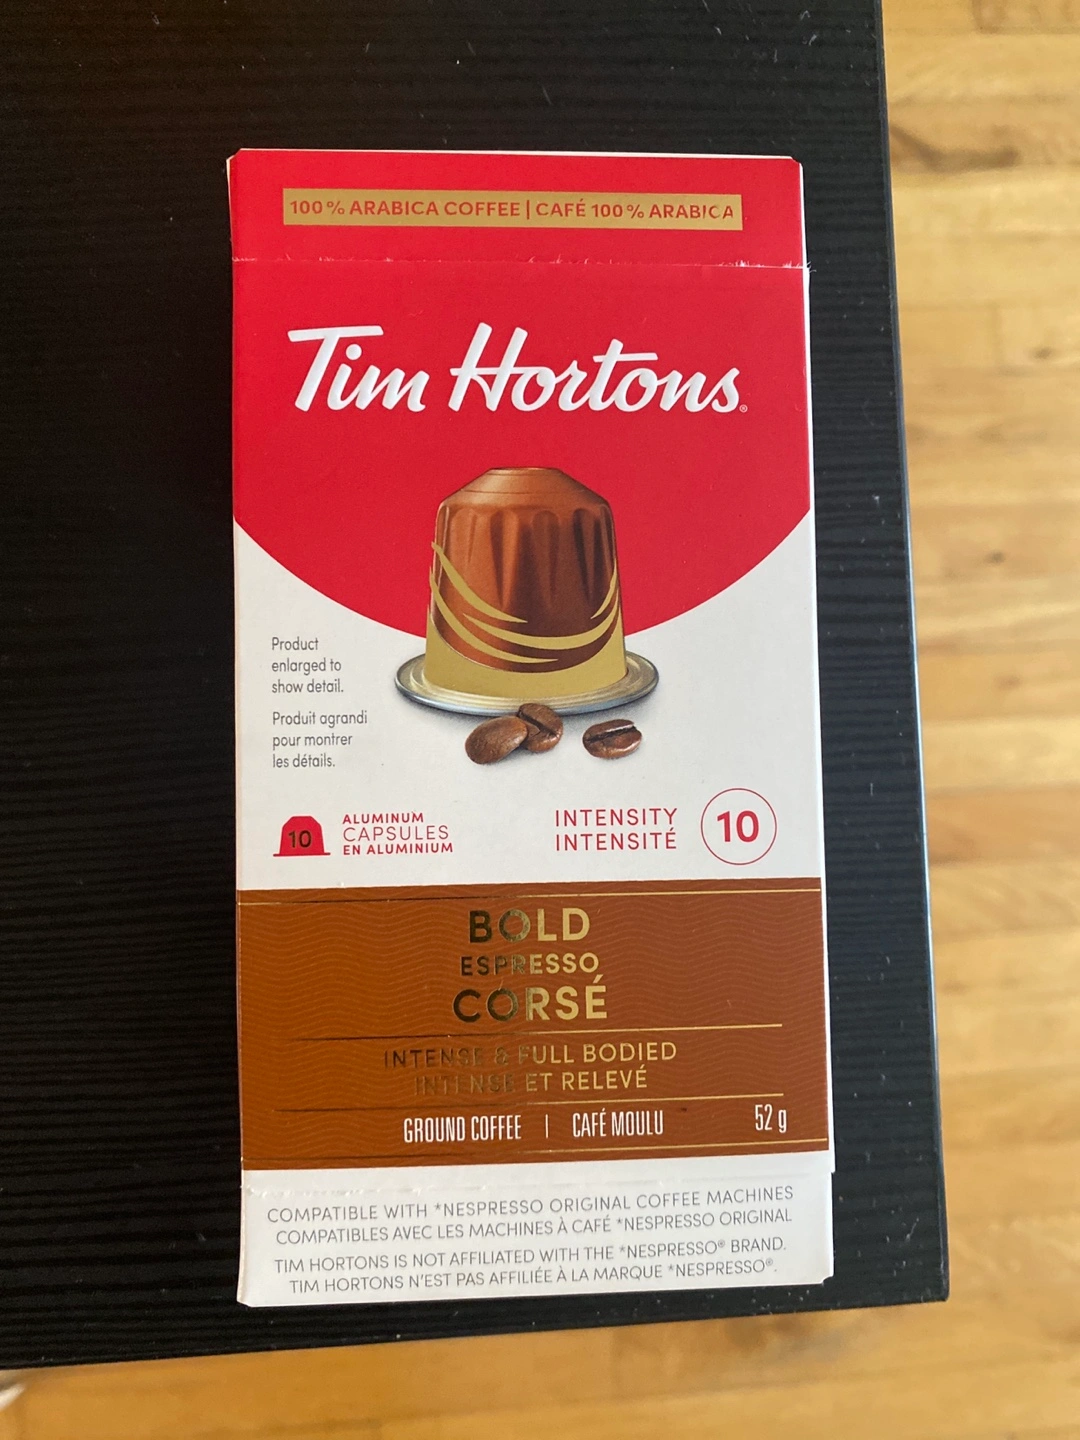 100% ARABICA COFFEE | CAFÉ 100% ARABICA
Tim Hortons®
Product
enlarged to
show detail.
Produit agrandi
pour montrer
les détails.
10
ALUMINUM
CAPSULES
EN ALUMINIUM
INTENSITY
INTENSITÉ
10
BOLD
ESPRESSO
CORSÉ
INTENSE & FULL BODIED
INTENSE ET RELEVÉ
GROUND COFFEE | CAFÉ MOULU 52 g
COMPATIBLE WITH *NESPRESSO ORIGINAL COFFEE MACHINES
COMPATIBLES AVEC LES MACHINES À CAFÉ *NESPRESSO ORIGINAL
TIM HORTONS IS NOT AFFILIATED WITH THE *NESPRESSO® BRAND.
TIM HORTONS N'EST PAS AFFILIÉE À LA MARQUE *NESPRESSO®.